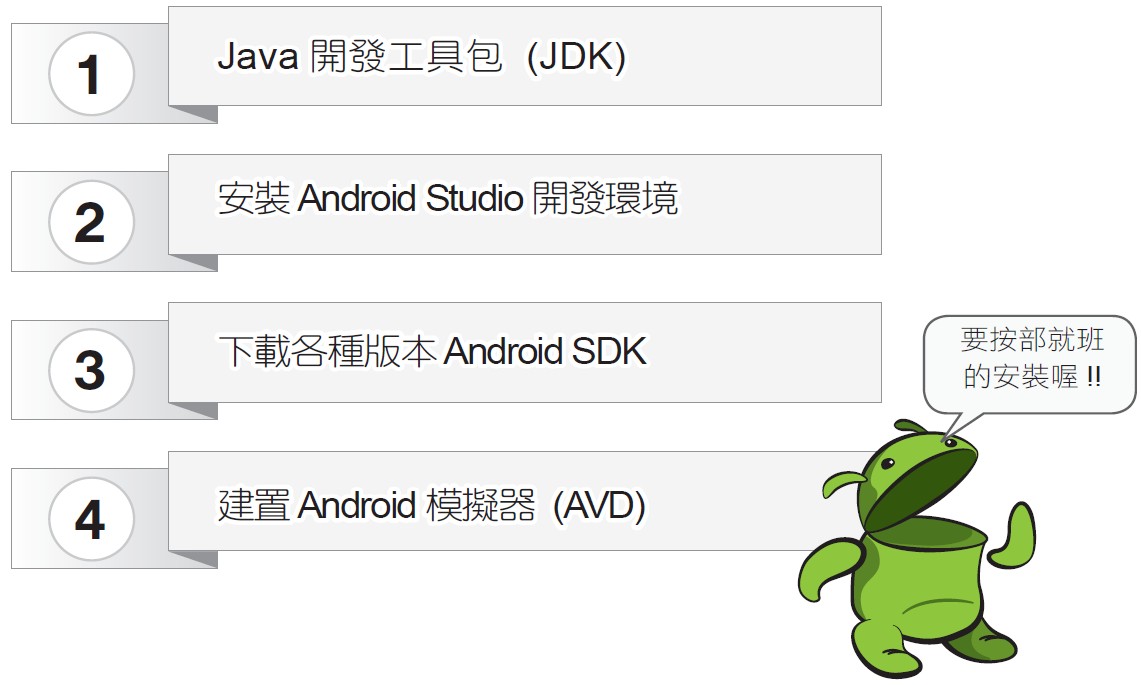 1
Java 開發工具包 (JDK)
2
安裝 Android Studio 開發環境
3
下載各種版本 Android SDK
要按部就班
的安裝喔 !!
4
建置 Android 模擬器 (AVD)